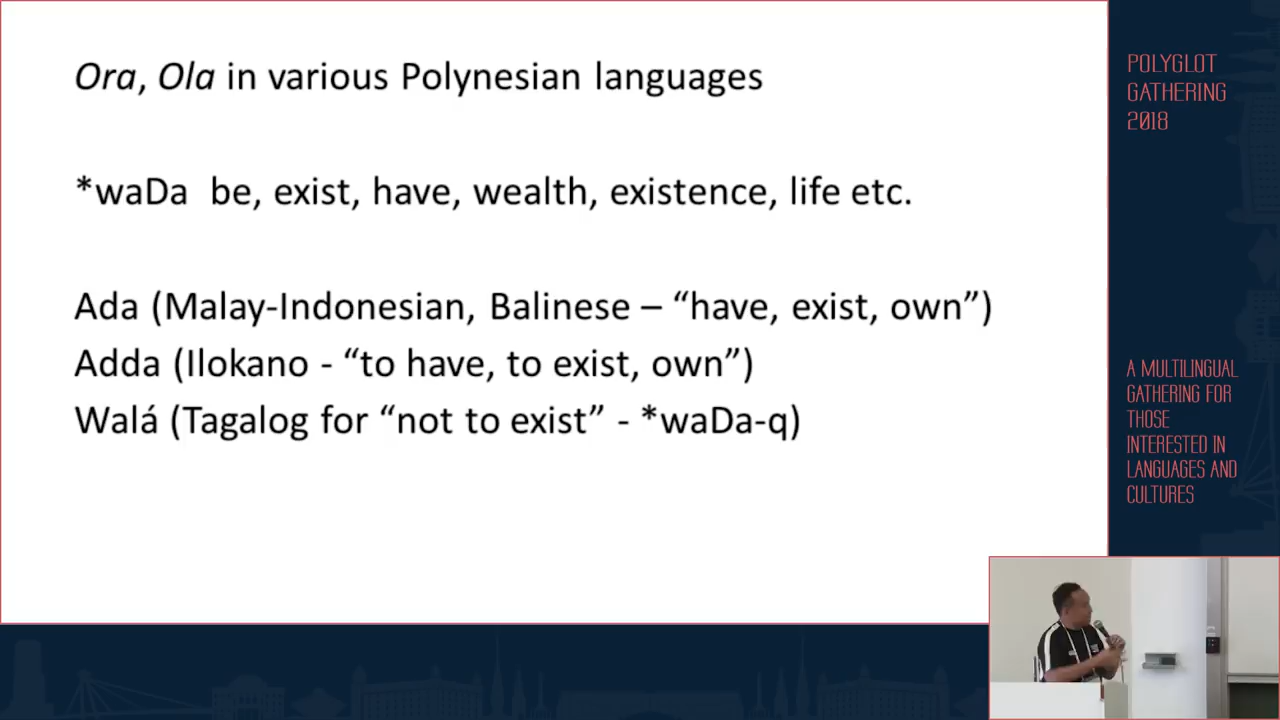 Ora, Ola in various Polynesian languages
*waDa be, exist, have, wealth, existence, life etc.
Ada (Malay-Indonesian, Balinese – “have, exist, own”)
Adda (Ilokano - “to have, to exist, own”)
Walá (Tagalog for “not to exist” - *waDa-q)
POLYGLOT
GATHERING
2018
A MULTILINGUAL
GATHERING FOR
THOSE
INTERESTED IN
LANGUAGES AND
CULTURES